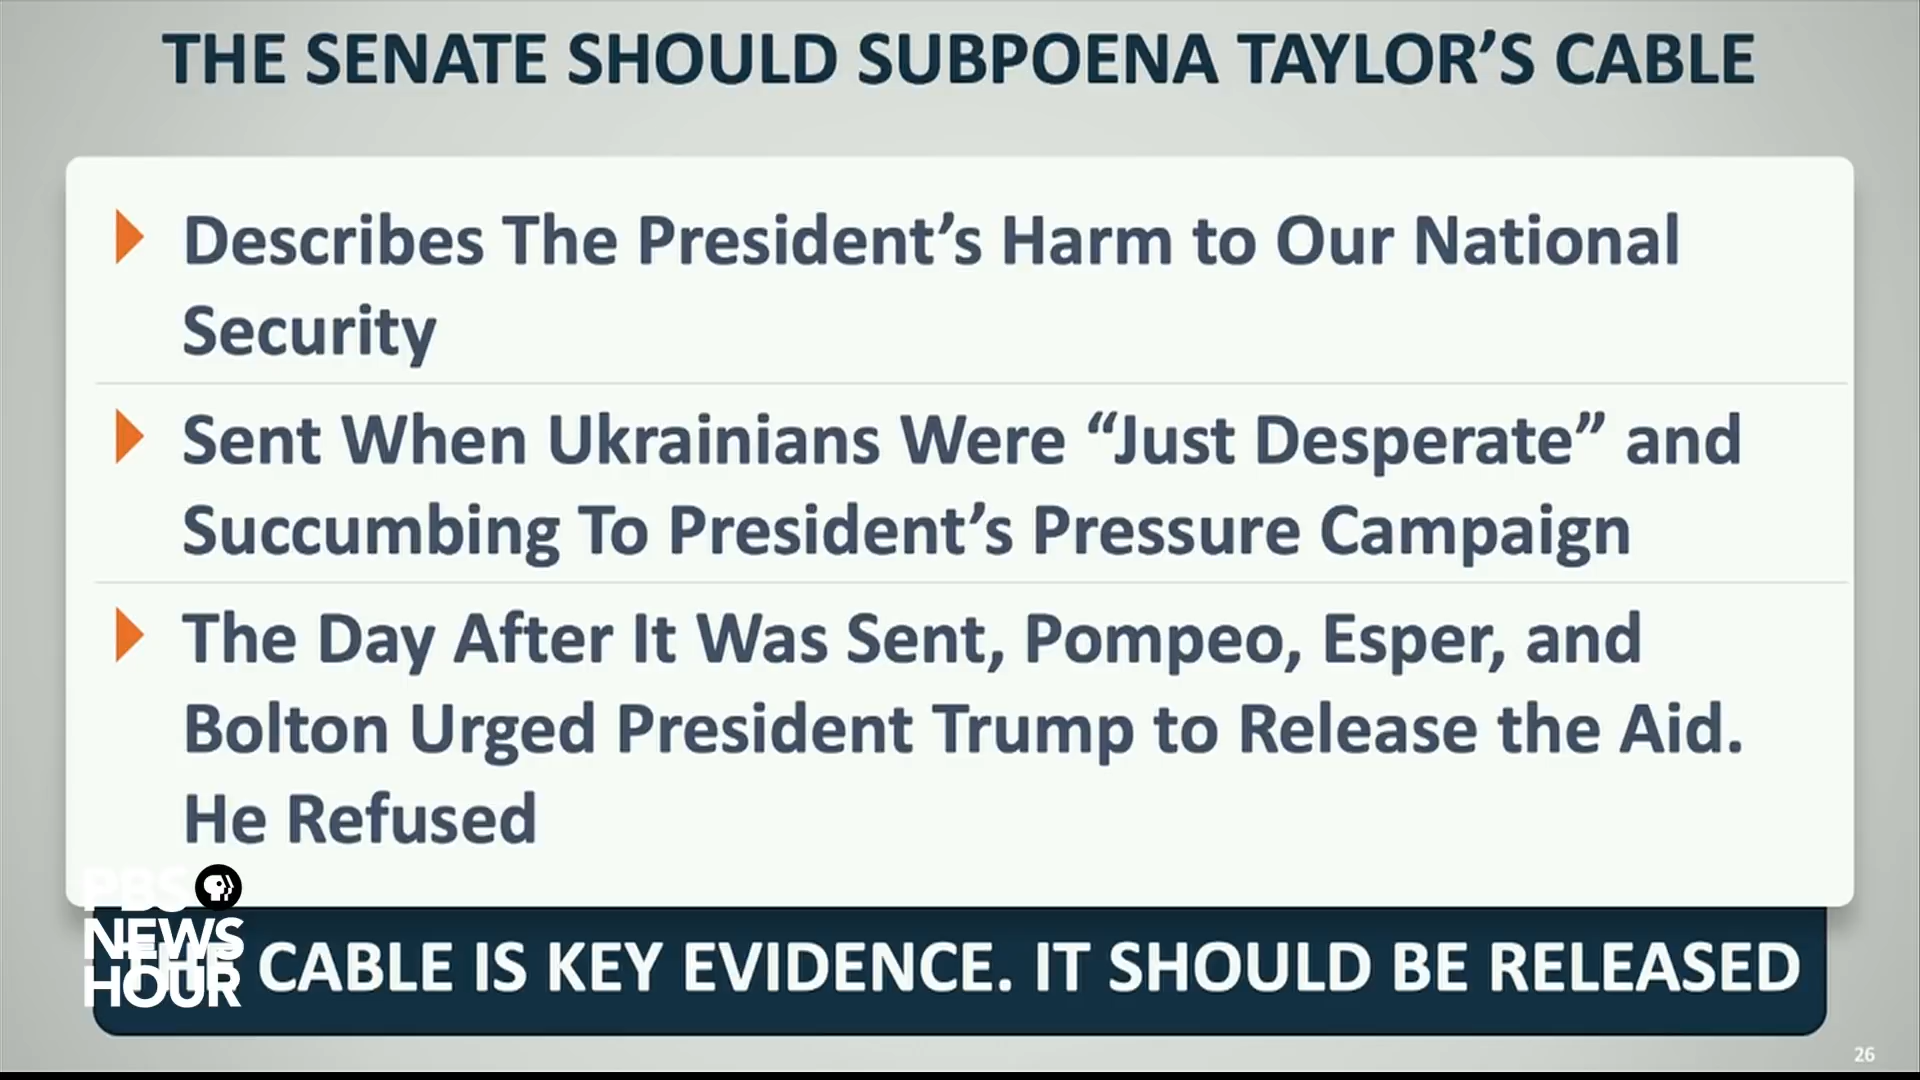 THE SENATE SHOULD SUBPOENA TAYLOR’S CABLE
Describes The President’s Harm to Our National
Security
Sent When Ukrainians Were “Just Desperate” and
Succumbing To President’s Pressure Campaign
The Day After It Was Sent, Pompeo, Esper, and
Bolton Urged President Trump to Release the Aid.
He Refused
PBS
NEWS
HOUR
THE CABLE IS KEY EVIDENCE. IT SHOULD BE RELEASED
26